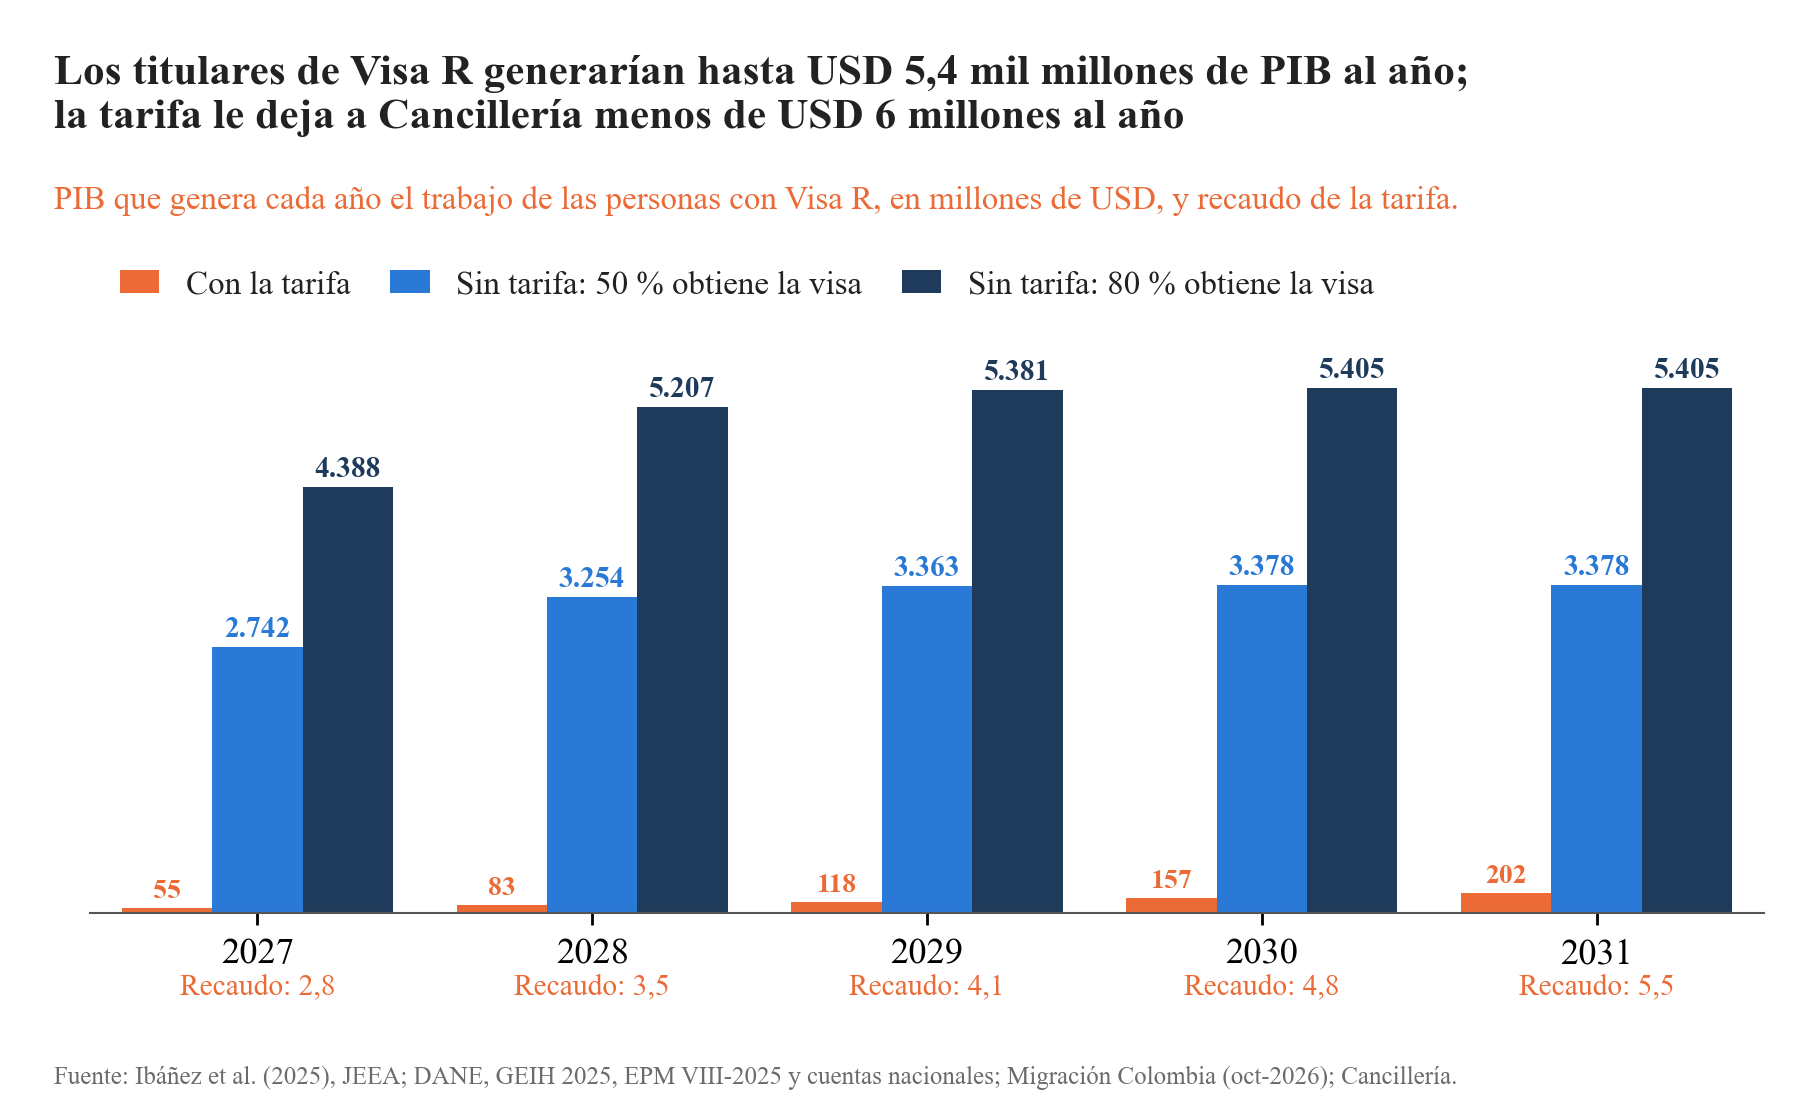 Los titulares de Visa R generarían hasta USD 5,4 mil millones de PIB al año;
la tarifa le deja a Cancillería menos de USD 6 millones al año
PIB que genera cada año el trabajo de las personas con Visa R, en millones de USD, y recaudo de la tarifa.
Con la tarifa
Sin tarifa: 50 % obtiene la visa
Sin tarifa: 80 % obtiene la visa
55
2.742
4.388
83
3.254
5.207
118
3.363
5.381
157
3.378
5.405
202
3.378
5.405
2027
2028
2029
2030
2031
Recaudo: 2,8
Recaudo: 3,5
Recaudo: 4,1
Recaudo: 4,8
Recaudo: 5,5
Fuente: Ibáñez et al. (2025), JEEA; DANE, GEIH 2025, EPM VIII-2025 y cuentas nacionales; Migración Colombia (oct-2026); Cancillería.